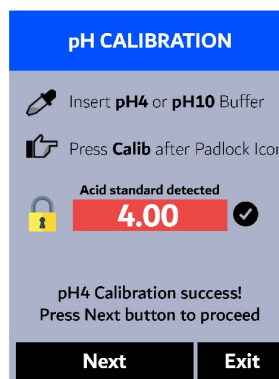 pH CALIBRATION
Insert pH4 or pH10 Buffer
Press Calib after Padlock Icon
Acid standard detected
4.00
pH4 Calibration success!
Press Next button to proceed
Next Exit